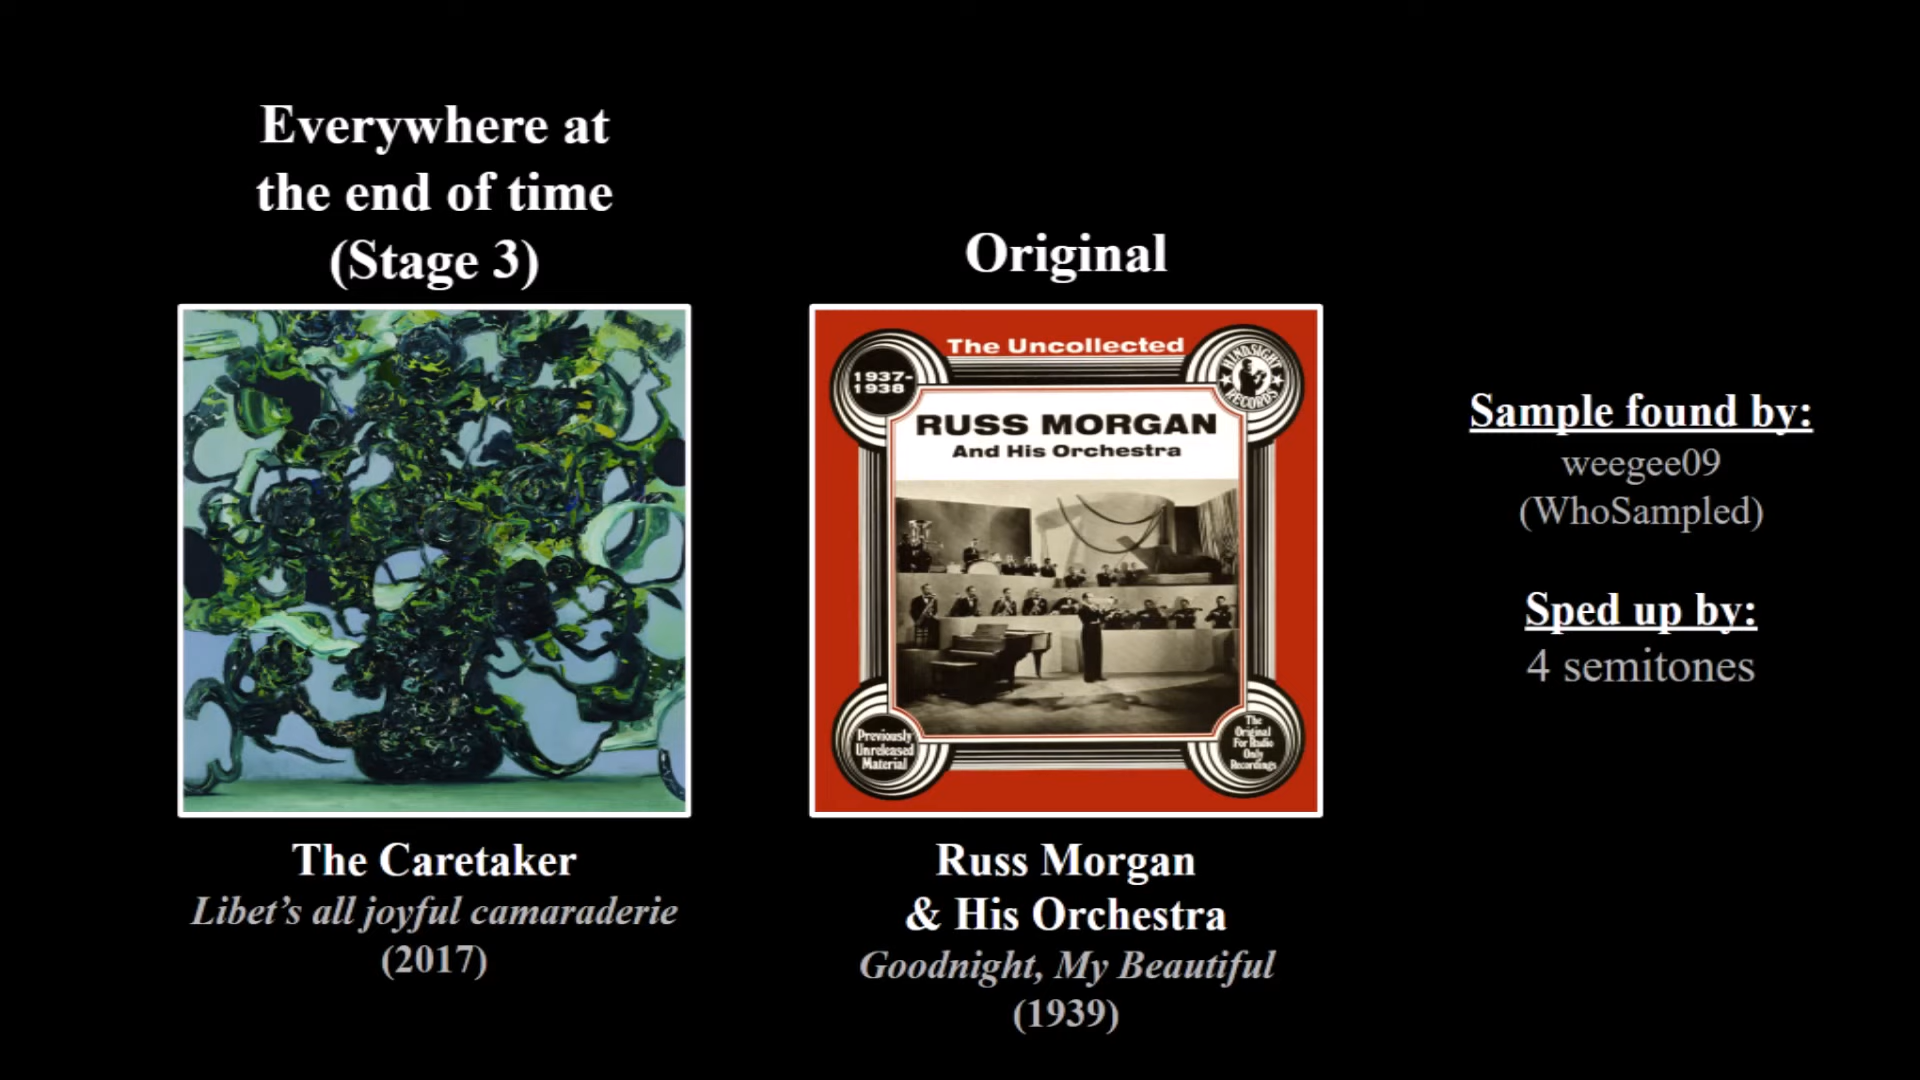 Everywhere at
the end of time
(Stage 3)
The Caretaker
Libet's all joyful camaraderie
(2017)
Original
The Uncollected
1937-
1938
HINDSIGHT
RECORDS
RUSS MORGAN
And His Orchestra
Previously
Unreleased
Material
The
Original
For Radio
Only
Recordings
Russ Morgan
& His Orchestra
Goodnight, My Beautiful
(1939)
Sample found by:
weegee09
(WhoSampled)
Sped up by:
4 semitones